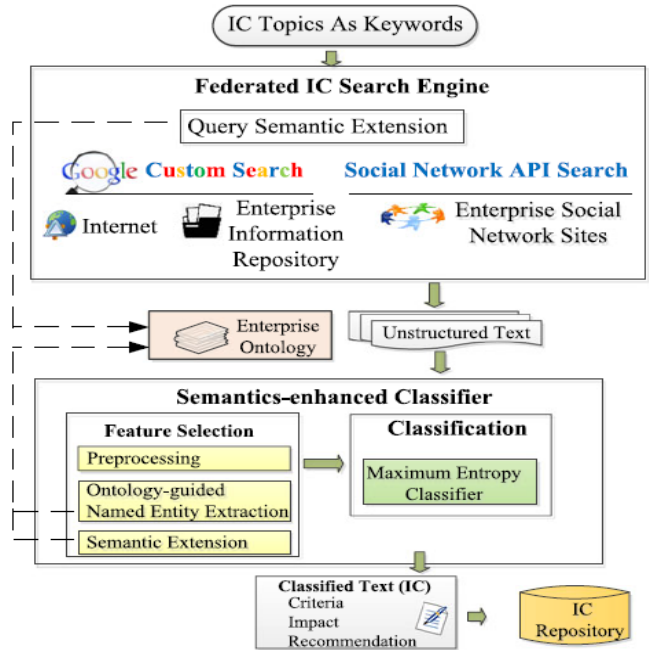 IC Topics As Keywords
Federated IC Search Engine
Query Semantic Extension
Google Custom Search
Social Network API Search
Internet
Enterprise
Information
Repository
Enterprise Social
Network Sites
Enterprise
Ontology
Unstructured Text
Semantics-enhanced Classifier
Feature Selection
Preprocessing
Ontology-guided
Named Entity Extraction
Semantic Extension
Classification
Maximum Entropy
Classifier
Classified Text (IC)
Criteria
Impact
Recommendation
IC
Repository